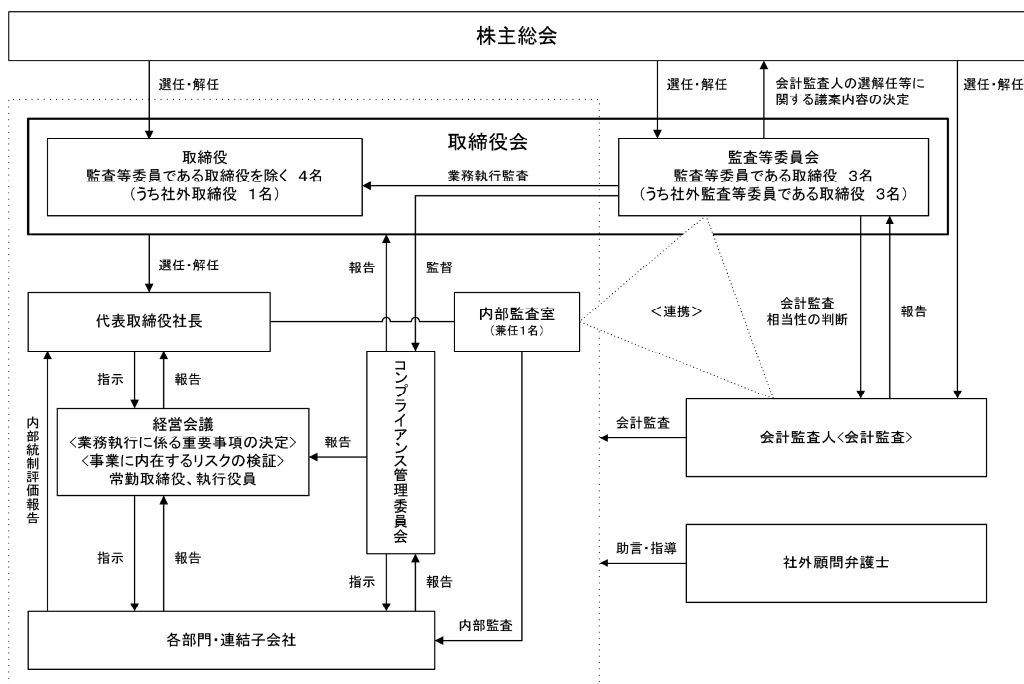 株主総会
選任・解任
選任・解任
会計監査人の選解任等に
関する議案内容の決定
選任・解任
取締役会
取締役
監査等委員である取締役を除く 4名
(うち社外取締役 1名)
業務執行監査
監査等委員会
監査等委員である取締役 3名
(うち社外監査等委員である取締役 3名)
選任・解任
報告
監督
代表取締役社長
内部監査室
(兼任1名)
<連携>
会計監査
相当性の判断
報告
指示
報告
コンプライアンス管理委員会
内部統制評価報告
経営会議
<業務執行に係る重要事項の決定>
<事業に内在するリスクの検証>
常勤取締役、執行役員
報告
会計監査
会計監査人<会計監査>
指示
報告
指示
報告
助言・指導
社外顧問弁護士
内部監査
各部門・連結子会社